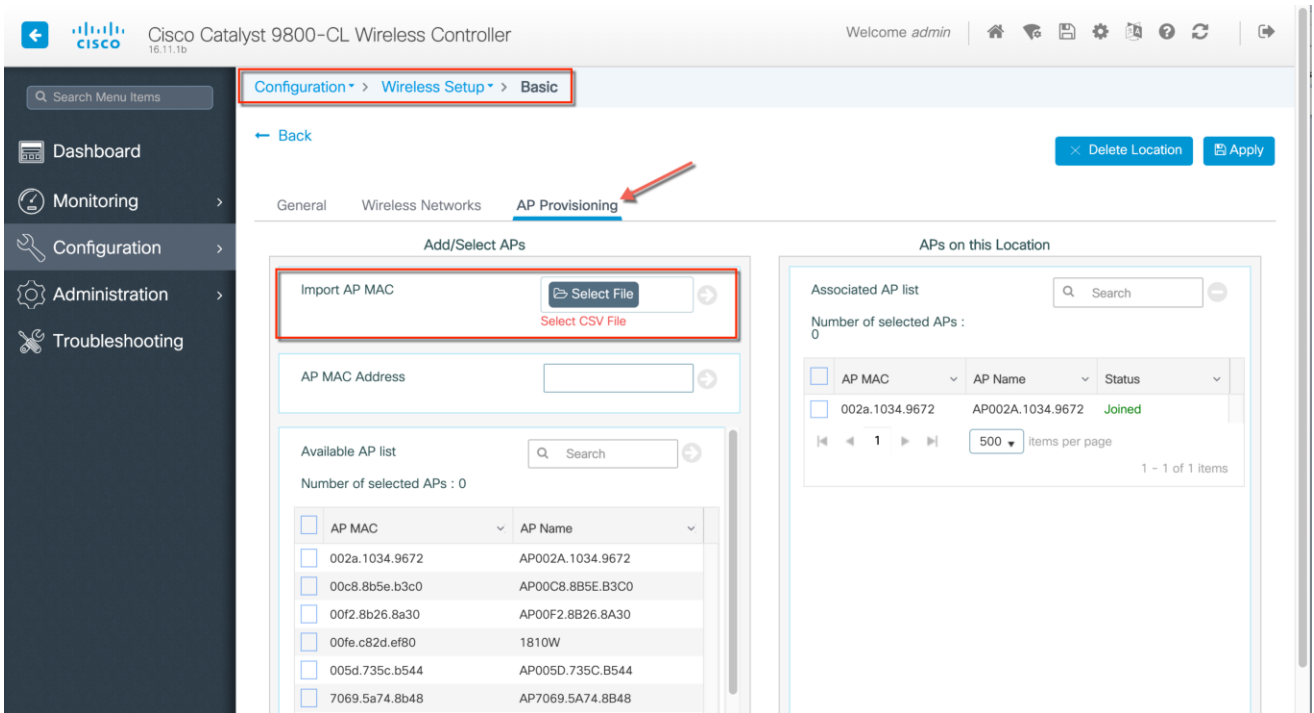 CISCO
Cisco Catalyst 9800-CL Wireless Controller
16.11.1b
Welcome admin
Search Menu Items
Dashboard
Monitoring
Configuration
Administration
Troubleshooting
Configuration > Wireless Setup > Basic
← Back
Delete Location
Apply
General Wireless Networks AP Provisioning
Add/Select APs
Import AP MAC
Select File
Select CSV File
AP MAC Address
Available AP list
Search
Number of selected APs : 0
AP MAC AP Name
002a.1034.9672 AP002A.1034.9672
00c8.8b5e.b3c0 AP00C8.8B5E.B3C0
00f2.8b26.8a30 AP00F2.8B26.8A30
00fe.c82d.ef80 1810W
005d.735c.b544 AP005D.735C.B544
7069.5a74.8b48 AP7069.5A74.8B48
APs on this Location
Associated AP list
Search
Number of selected APs :
0
AP MAC AP Name Status
002a.1034.9672 AP002A.1034.9672 Joined
1 500 items per page
1 - 1 of 1 items